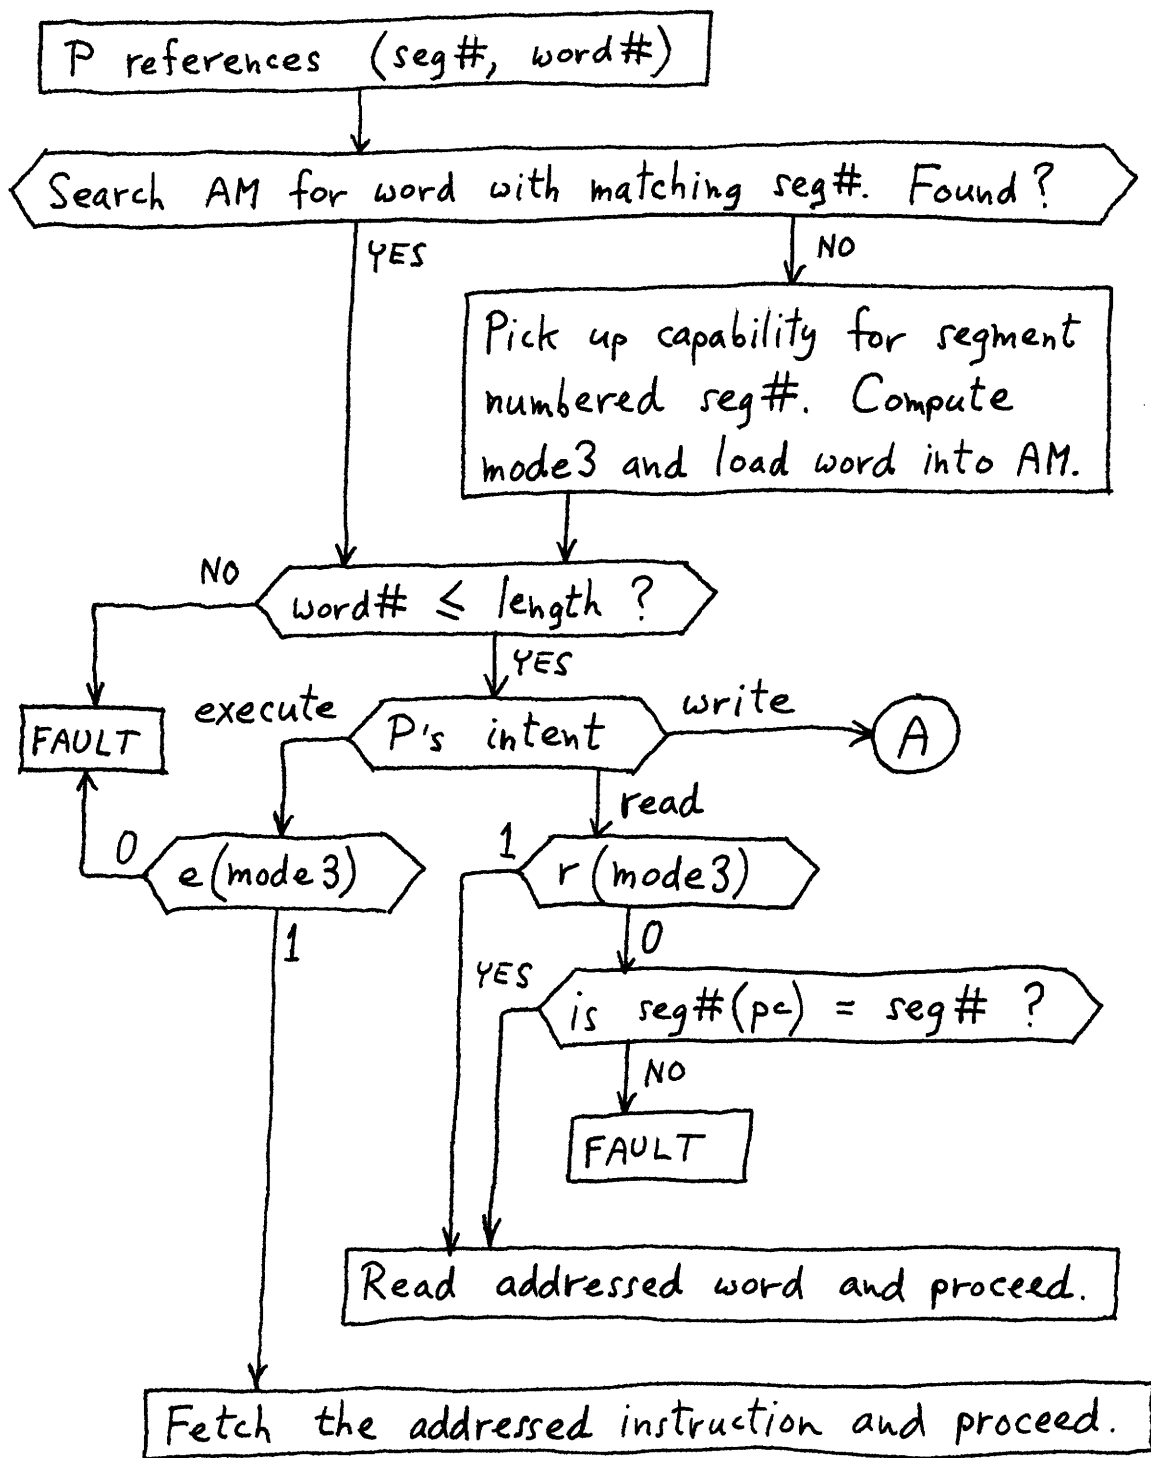 P references (seg#, word#)
Search AM for word with matching seg#. Found?
YES
NO
Pick up capability for segment
numbered seg#. Compute
mode3 and load word into AM.
NO
word# ≤ length ?
YES
execute
P's intent
write
A
FAULT
read
0
e(mode3)
1
r(mode3)
1
0
YES
is seg#(pc) = seg# ?
NO
FAULT
Read addressed word and proceed.
Fetch the addressed instruction and proceed.